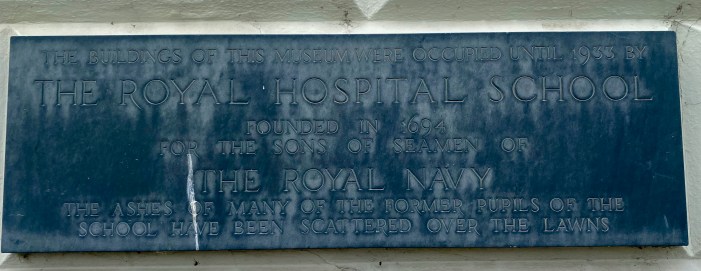 THE BUILDINGS OF THIS MUSEUM WERE OCCUPIED UNTIL 1933 BY
THE ROYAL HOSPITAL SCHOOL
FOUNDED IN 1694
FOR THE SONS OF SEAMEN OF
THE ROYAL NAVY
THE ASHES OF MANY OF THE FORMER PUPILS OF THE
SCHOOL HAVE BEEN SCATTERED OVER THE LAWNS